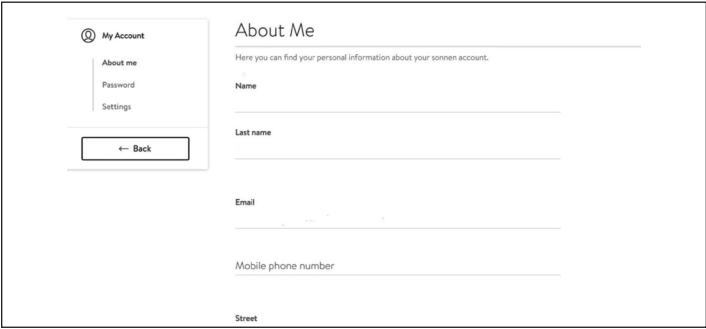 My Account
About me
Password
Settings
← Back
About Me
Here you can find your personal information about your sonnen account.
Name
Last name
Email
Mobile phone number
Street